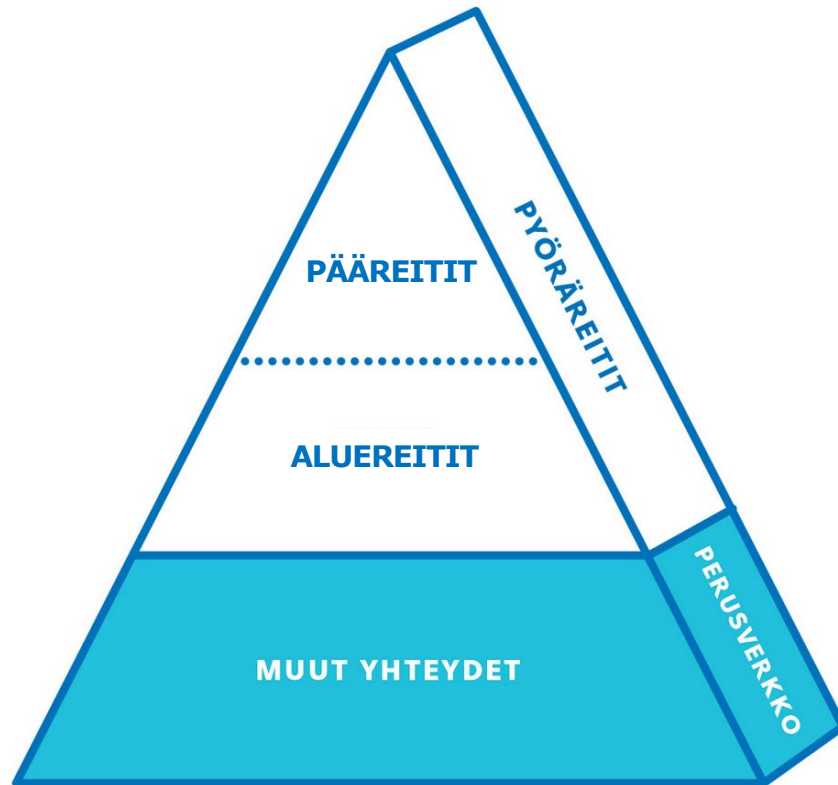 PÄÄREITIT
PYÖRÄREITIT
ALUEREITIT
MUUT YHTEYDET
PERUSVERKKO